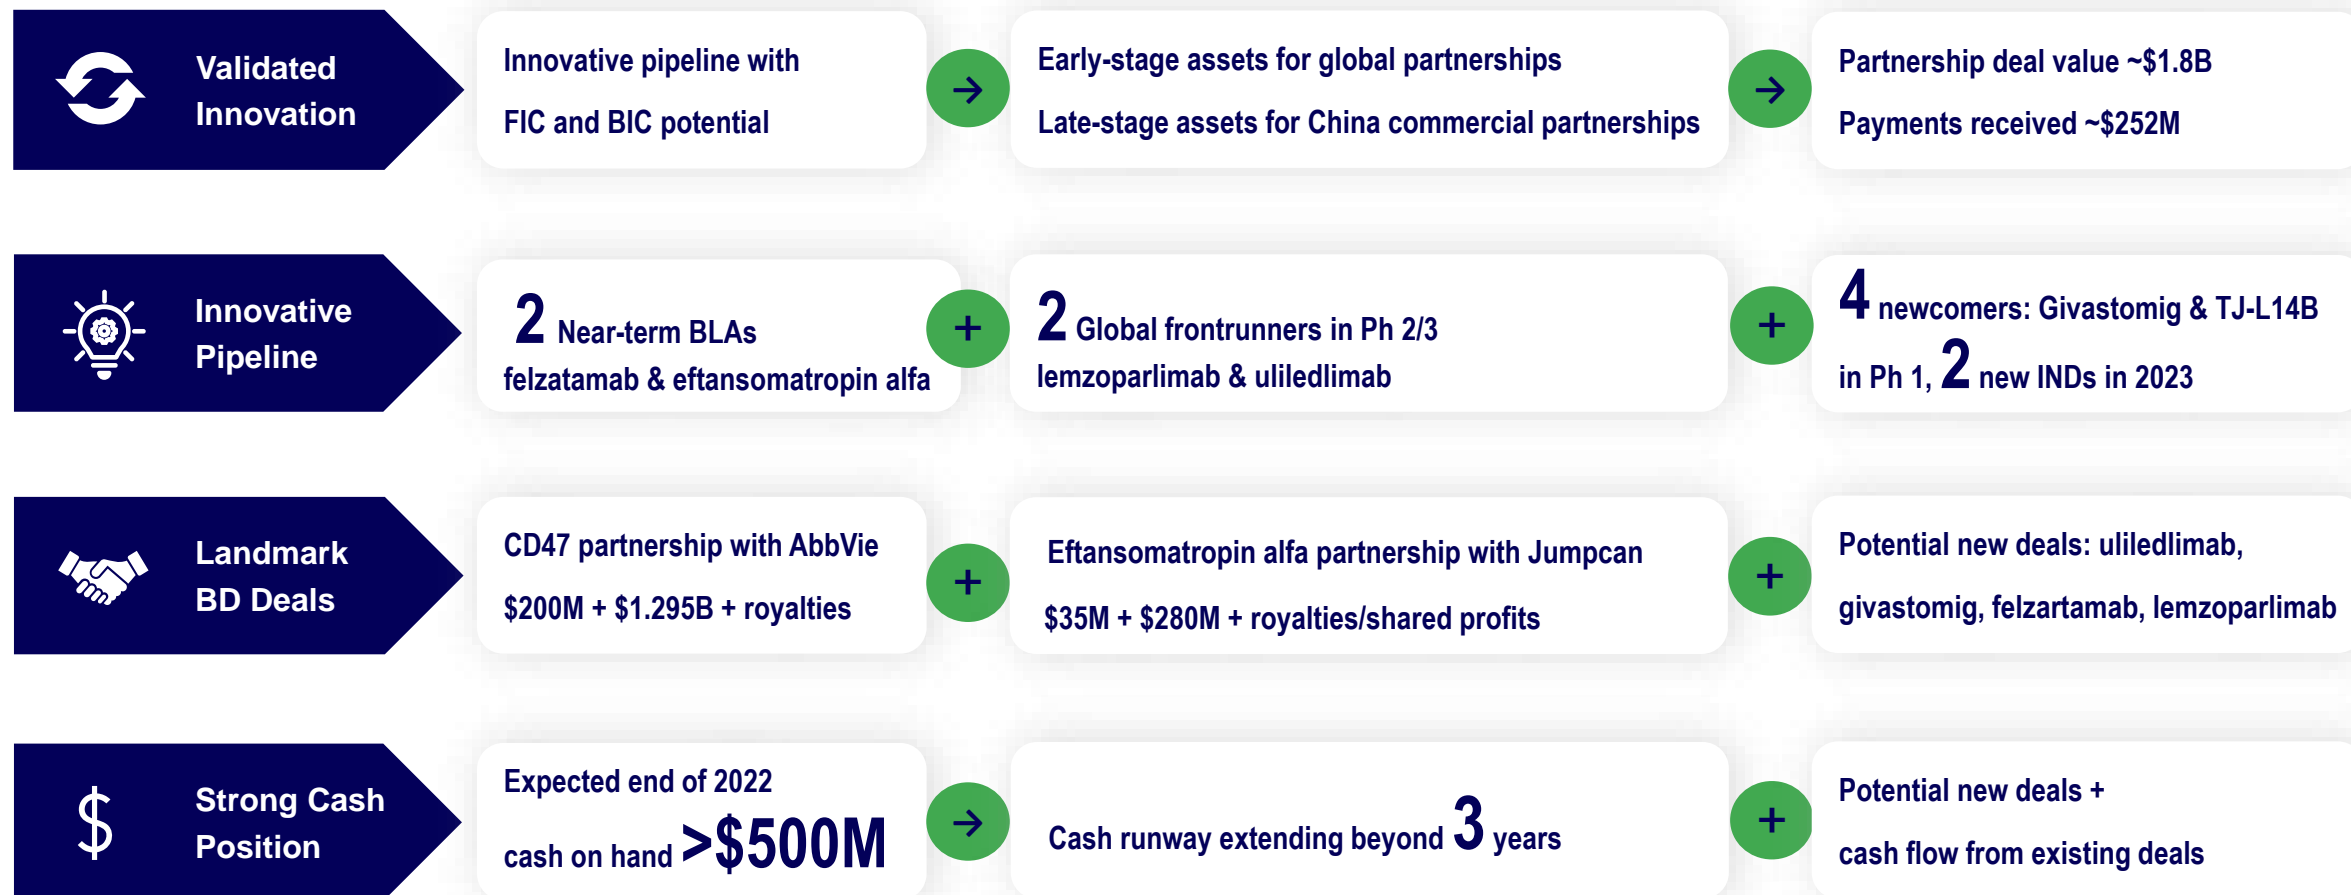 Validated
Innovation
Innovative pipeline with
FIC and BIC potential
→
Early-stage assets for global partnerships
Late-stage assets for China commercial partnerships
→
Partnership deal value ~$1.8B
Payments received ~$252M
Innovative
Pipeline
2 Near-term BLAs
felzatamab & eftansomatropin alfa
+
2 Global frontrunners in Ph 2/3
lemzoparlimab & uliledlimab
+
4 newcomers: Givastomig & TJ-L14B
in Ph 1, 2 new INDs in 2023
Landmark
BD Deals
CD47 partnership with AbbVie
$200M + $1.295B + royalties
+
Eftansomatropin alfa partnership with Jumpcan
$35M + $280M + royalties/shared profits
+
Potential new deals: uliledlimab,
givastomig, felzartamab, lemzoparlimab
$
Strong Cash
Position
Expected end of 2022
cash on hand >$500M
→
Cash runway extending beyond 3 years
+
Potential new deals +
cash flow from existing deals